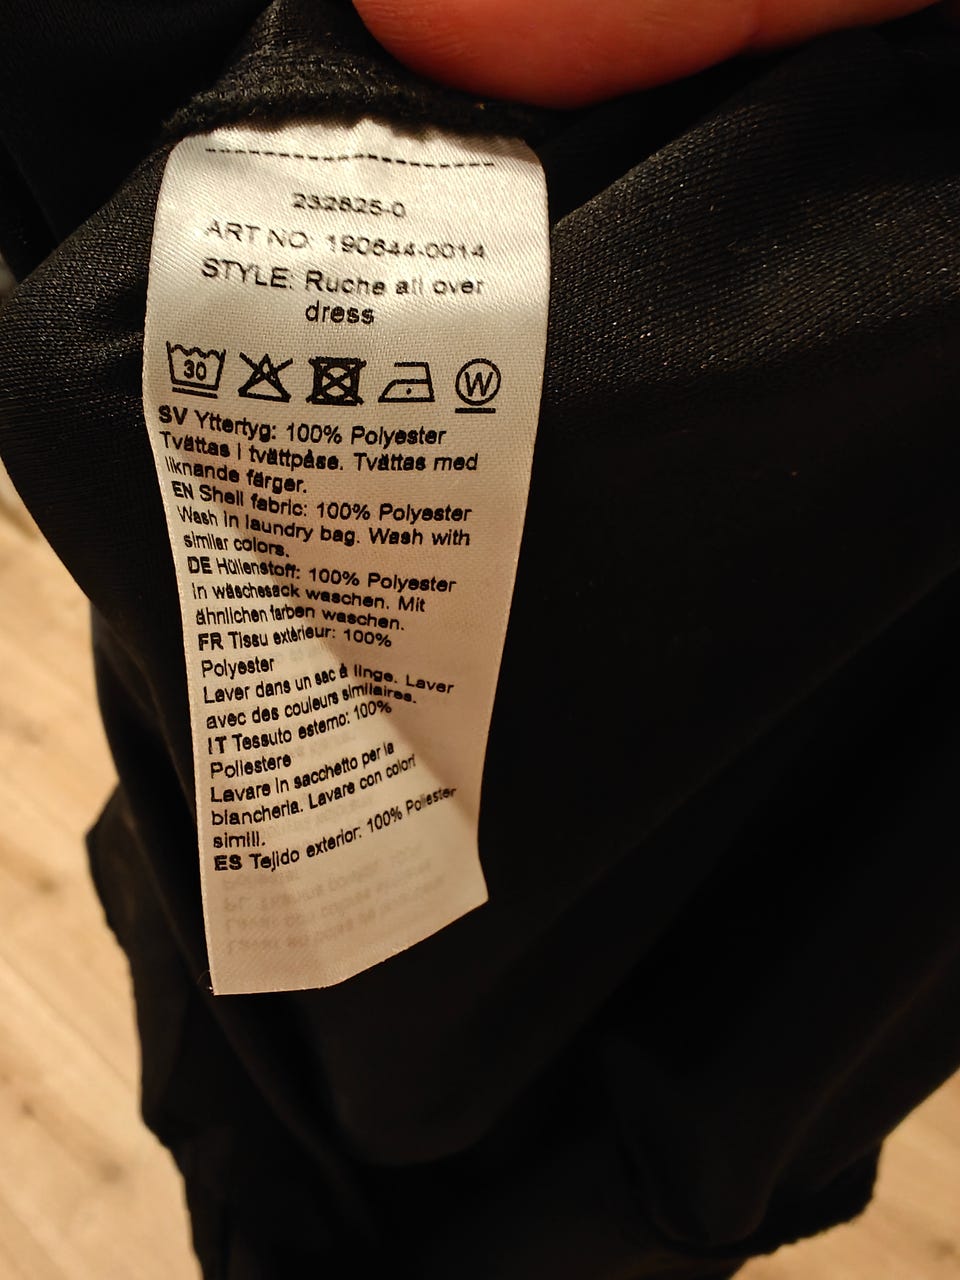 232625-0
ART NO: 190644-0014
STYLE: Ruche all over
dress
30
W
SV Yttertyg: 100% Polyester
Tvättas i tvättpåse. Tvättas med
liknande färger.
EN Shell fabric: 100% Polyester
Wash in laundry bag. Wash with
similar colors.
DE Hüllenstoff: 100% Polyester
In wäschesack waschen. Mit
ähnlichen farben waschen.
FR Tissu extérieur: 100%
Polyester
Laver dans un sac à linge. Laver
avec des couleurs similaires.
IT Tessuto esterno: 100%
Poliestere
Lavare in sacchetto per la
biancheria. Lavare con colori
simili.
ES Tejido exterior: 100% Poliester